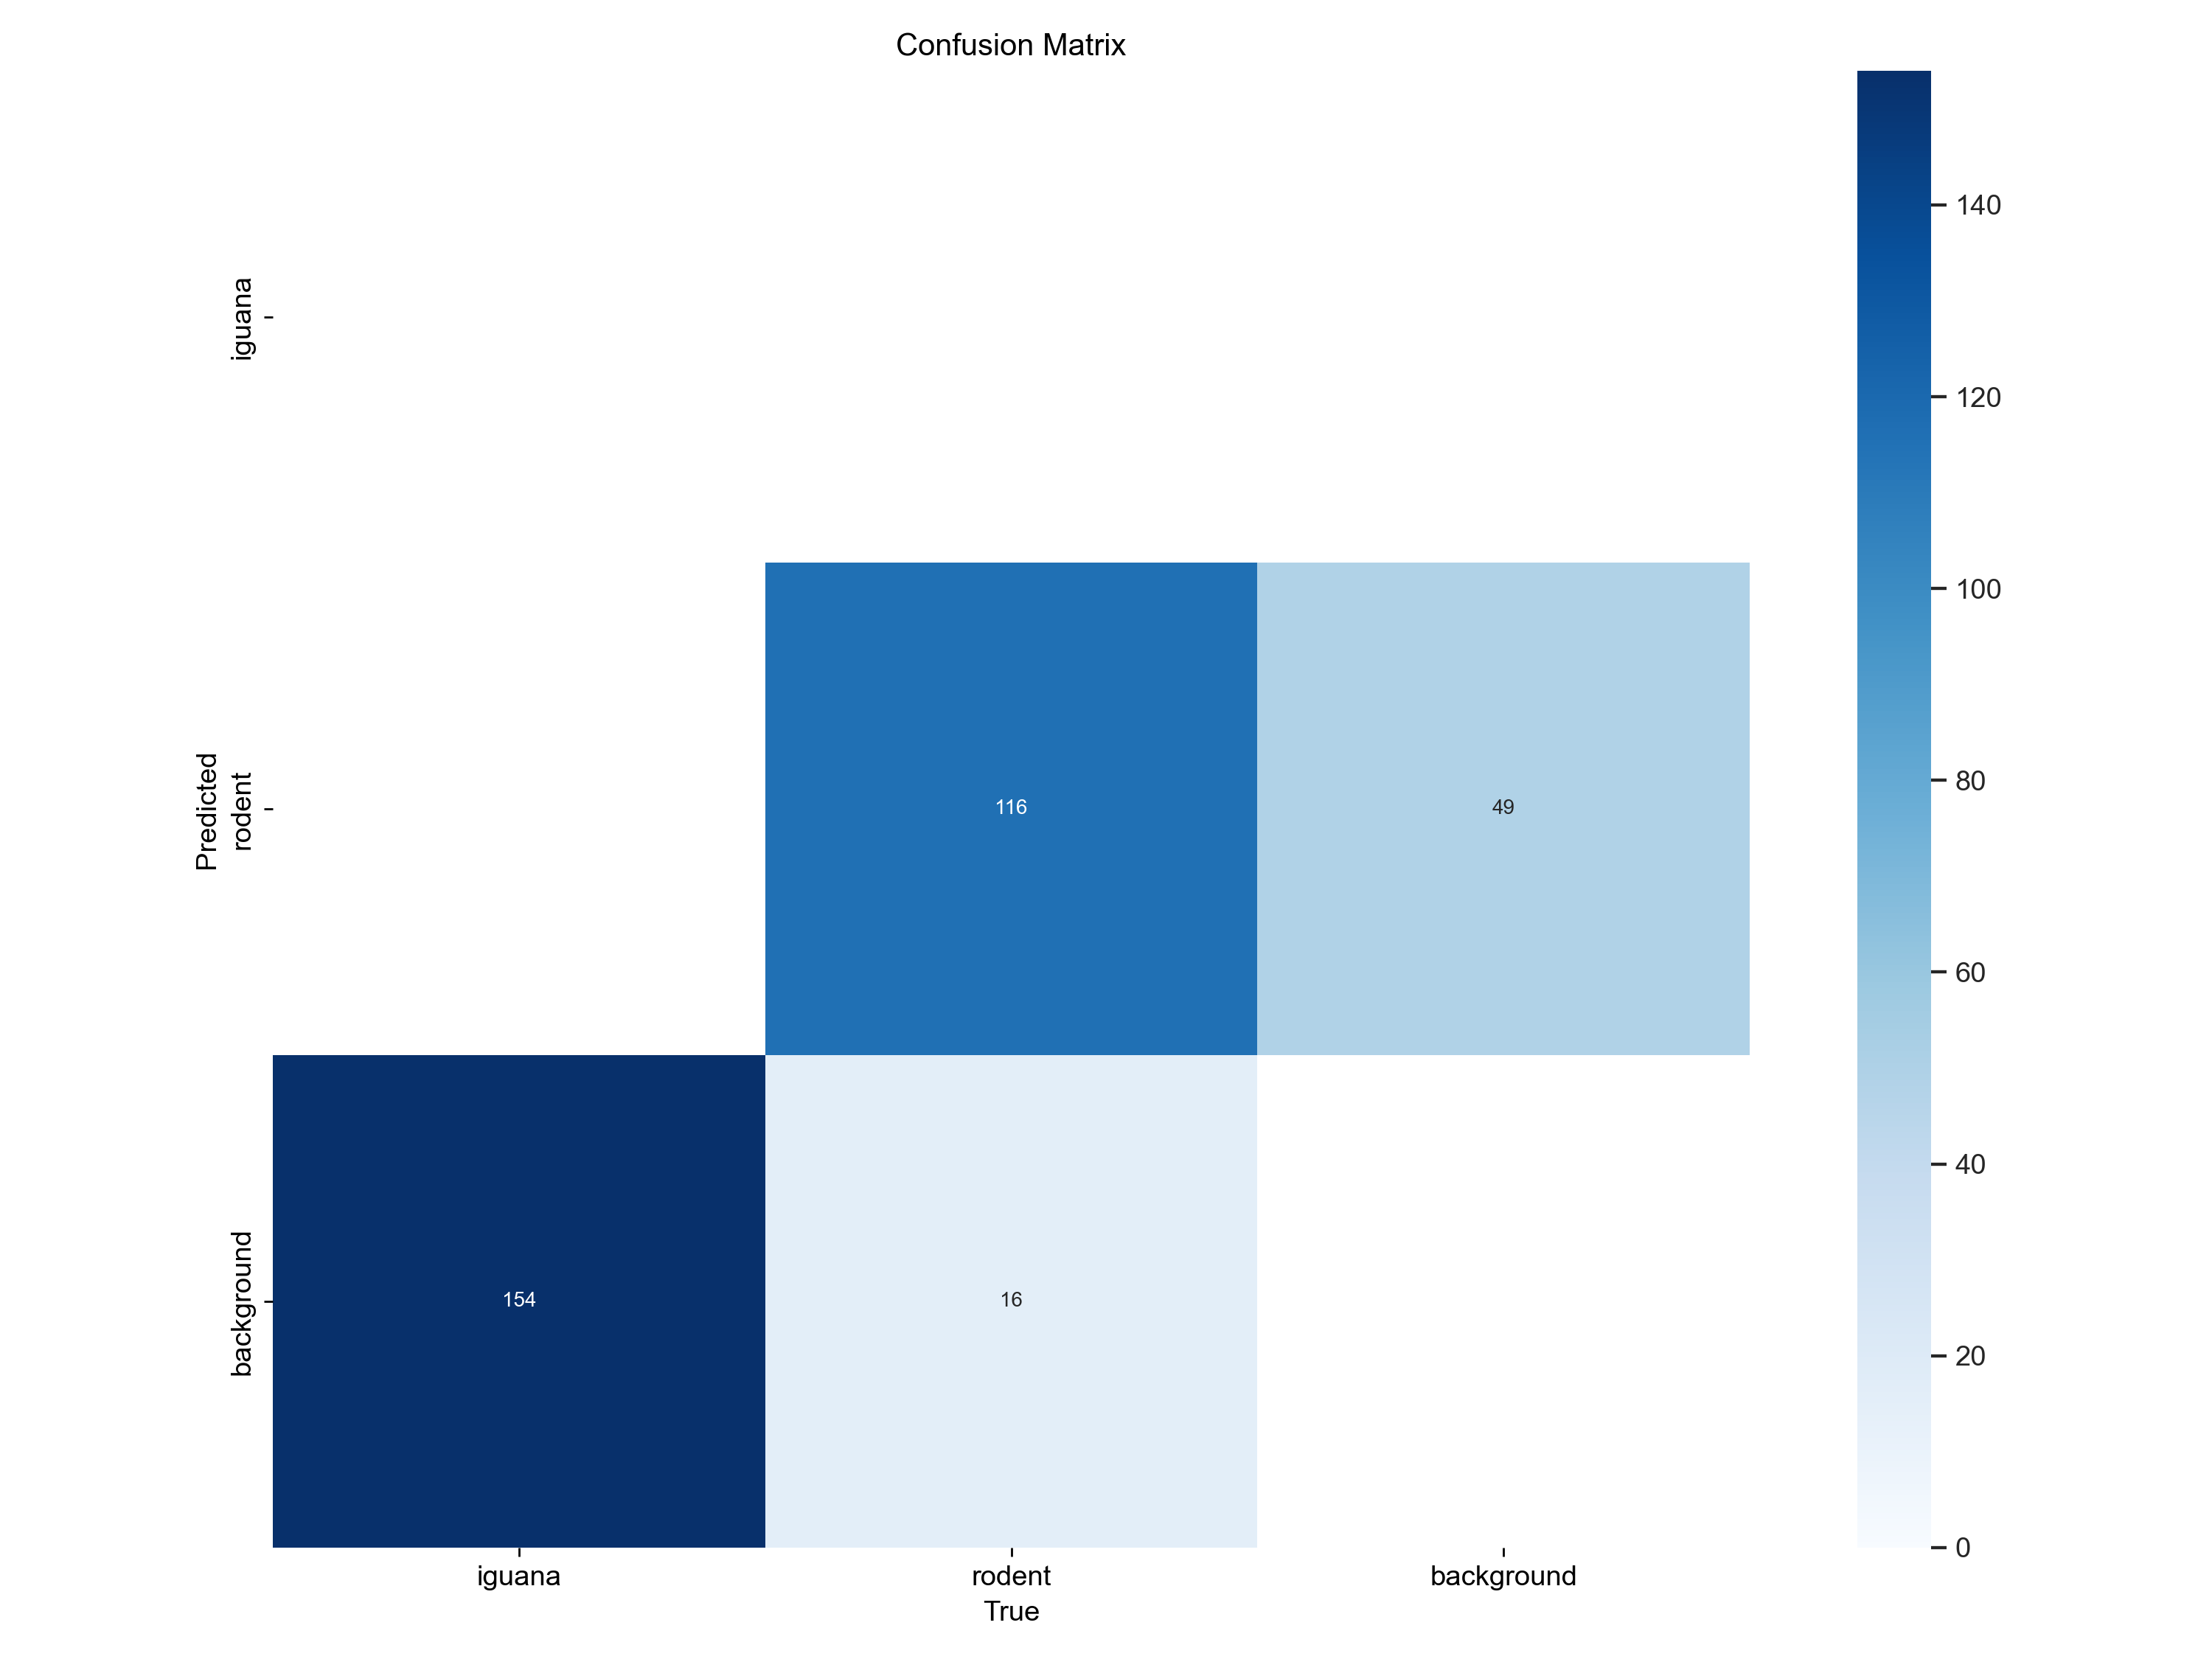 Confusion Matrix
iguana
rodent
background
Predicted
116
49
154
16
iguana
rodent
background
True
140
120
100
80
60
40
20
0